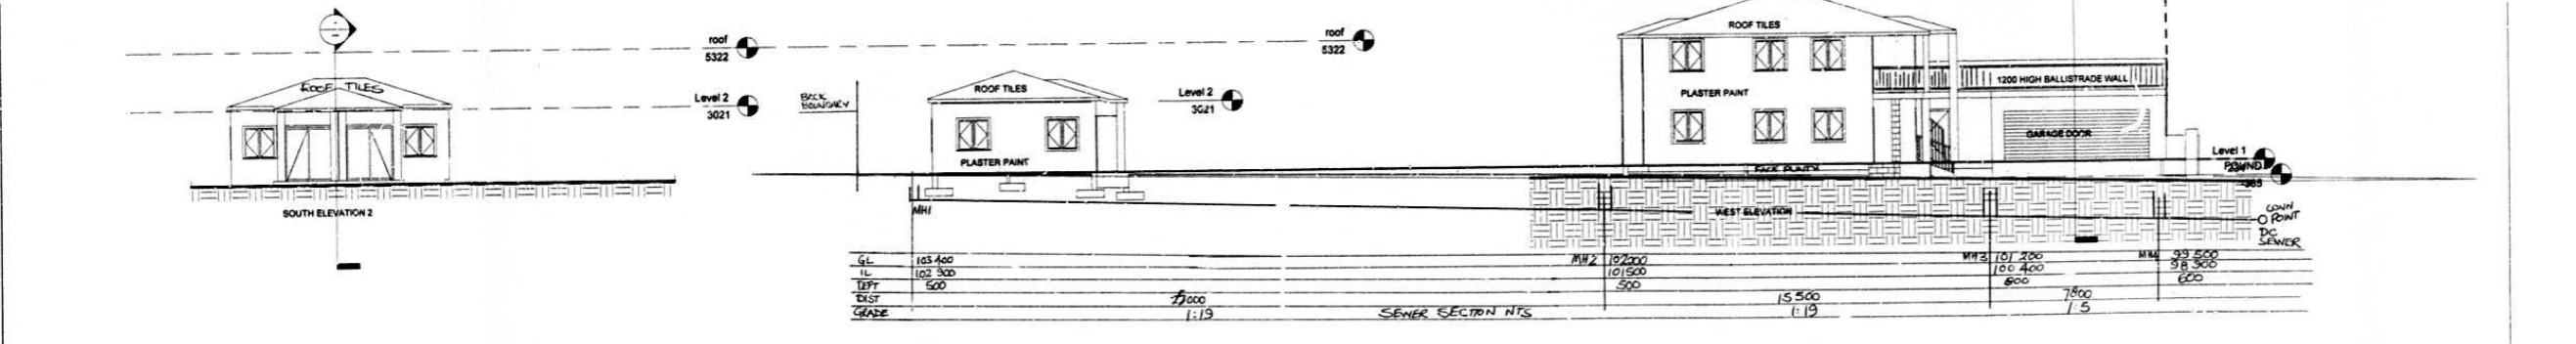 roof
5322
roof
5322
ROOF TILES
ROOF TILES
Level 2
3021
BACK
BOUNDARY
ROOF TILES
Level 2
3021
1200 HIGH BALLISTRADE WALL
PLASTER PAINT
GARAGE DOOR
PLASTER PAINT
Level 1
SOUTH ELEVATION 2
MH1
WEST ELEVATION
CONN
POINT
DC
SEWER
GL 103 400 MH2 102000 MH3 101 200 99 500
IL 102 900 101500 100 400 98 900
DEPT 500 500 800 600
DIST 15 500 7800
GRADE 1:19 SEWER SECTION NTS 1:19 1:5